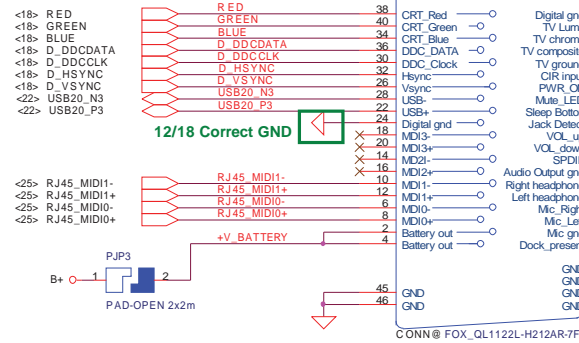 <18> RED RED 38 CRT_Red Digital gn
<18> GREEN GREEN 40 CRT_Green TV Lum
<18> BLUE BLUE 34 CRT_Blue TV chrom
<18> D_DDCDATA D_DDCDATA 36 DDC_DATA TV composit
<18> D_DDCCLK D_DDCCLK 30 DDC_Clock TV groun
<18> D_HSYNC D_HSYNC 32 Hsync CIR inpu
<18> D_VSYNC D_VSYNC 26 Vsync PWR_O
<22> USB20_N3 USB20_N3 28 USB- Mute_LE
<22> USB20_P3 USB20_P3 22 USB+ Sleep Botto
24 Digital gnd Jack Detec
12/18 Correct GND 18 MDI3- VOL_u
20 MDI3+ VOL_dow
14 MD2I- SPDI
16 MDI2+ Audio Output gn
<25> RJ45_MIDI1- RJ45_MIDI1- 10 MDI1- Right headphon
<25> RJ45_MIDI1+ RJ45_MIDI1+ 12 MDI1+ Left headphon
<25> RJ45_MIDI0- RJ45_MIDI0- 6 MDI0- Mic_Righ
<25> RJ45_MIDI0+ RJ45_MIDI0+ 8 MDI0+ Mic_Le
2 Battery out Mic gn
+V_BATTERY 4 Battery out Dock_presen
PJP3
B+ 1 2
PAD-OPEN 2x2m
GN
GN
45 GND GN
46 GND GN
CONN@ FOX_QL1122L-H212AR-7F